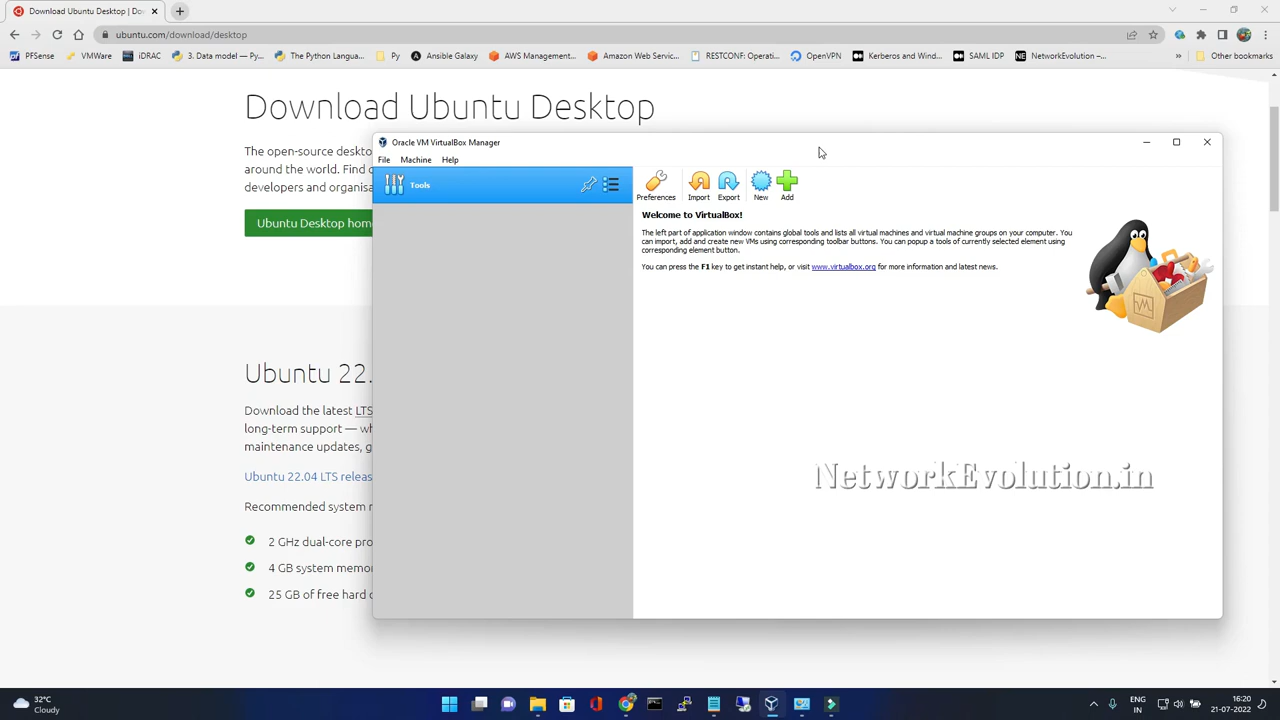 Download Ubuntu Desktop | Do
ubuntu.com/download/desktop
PFSense
VMWare
iDRAC
3. Data model — Py...
The Python Langua...
Py
Ansible Galaxy
AWS Management...
Amazon Web Servic...
RESTCONF: Operati...
OpenVPN
Kerberos and Wind...
SAML IDP
NetworkEvolution –...
Download Ubuntu Desktop
The open-source deskto
around the world. Find o
developers and organisa
Ubuntu Desktop hom
Ubuntu 22.
Download the latest LTS
long-term support — wh
maintenance updates, g
Ubuntu 22.04 LTS releas
Recommended system r
2 GHz dual-core pro
4 GB system memor
25 GB of free hard d
Oracle VM VirtualBox Manager
File
Machine
Help
Tools
Preferences
Import
Export
New
Add
Welcome to VirtualBox!
The left part of application window contains global tools and lists all virtual machines and virtual machine groups on your computer. You
can import, add and create new VMs using corresponding toolbar buttons. You can popup a tools of currently selected element using
corresponding element button.
You can press the F1 key to get instant help, or visit www.virtualbox.org for more information and latest news.
NetworkEvolution.in
32°C
Cloudy
ENG
IN
16:20
21-07-2022